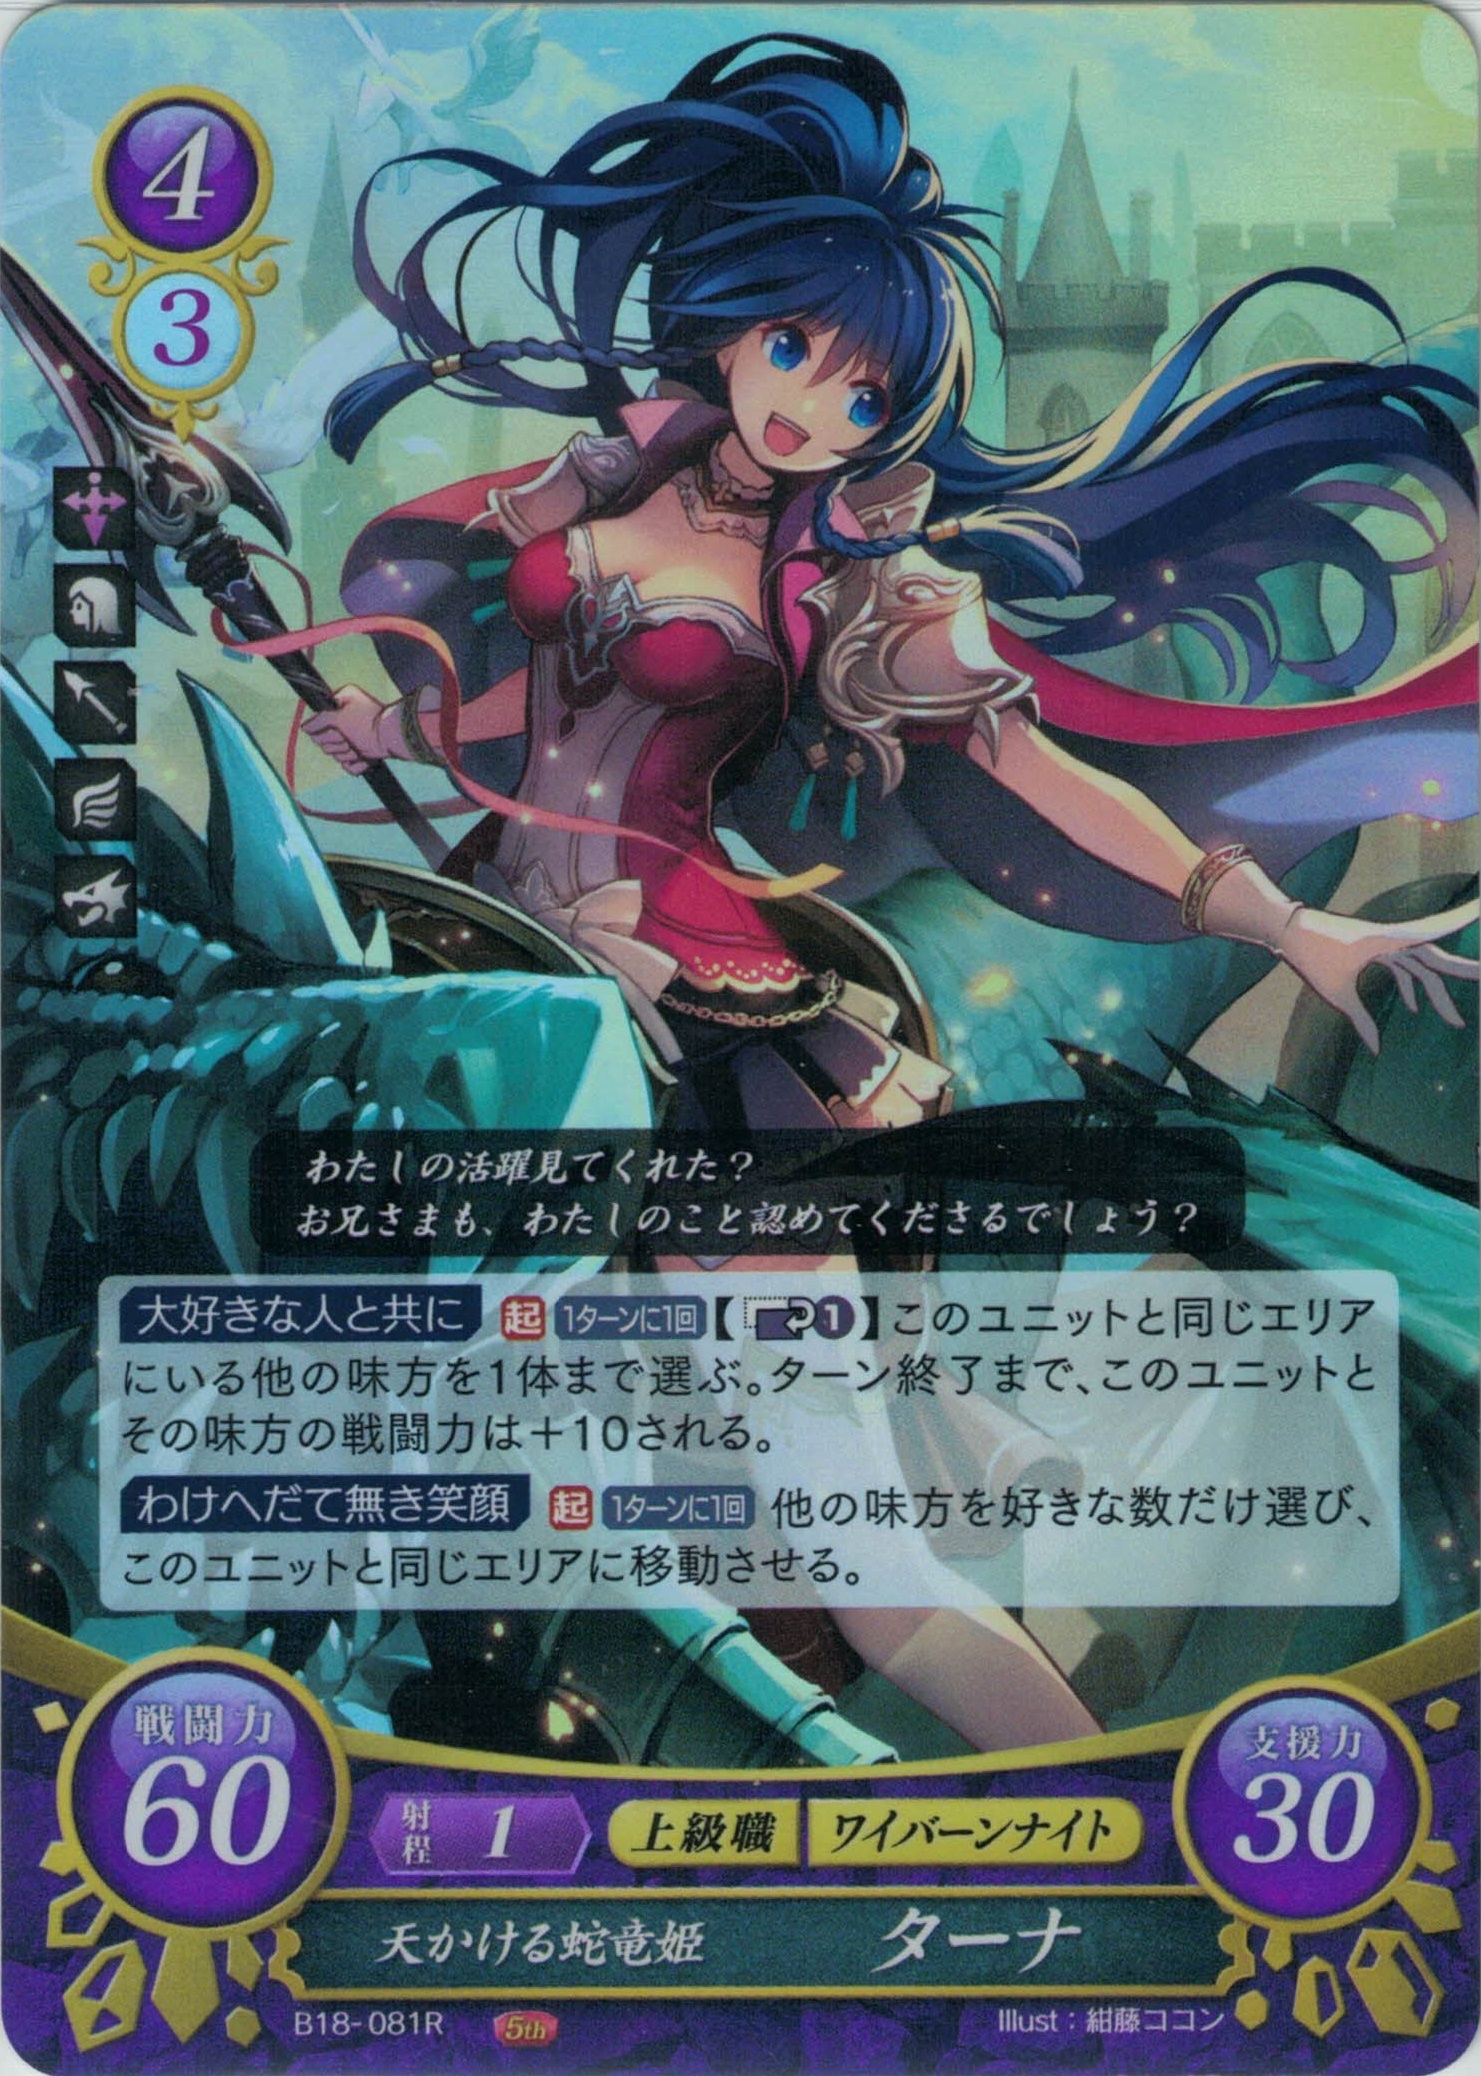 4
3
わたしの活躍見てくれた？
お兄さまも、わたしのこと認めてくださるでしょう？
大好きな人と共に 起 1ターンに1回 【1】このユニットと同じエリア
にいる他の味方を1体まで選ぶ。ターン終了まで、このユニットと
その味方の戦闘力は＋10される。
わけへだて無き笑顔 起 1ターンに1回 他の味方を好きな数だけ選び、
このユニットと同じエリアに移動させる。
戦闘力
60
射程 1
上級職 ワイバーンナイト
支援力
30
天かける蛇竜姫 ターナ
B18-081R 5th Illust：紺藤ココン